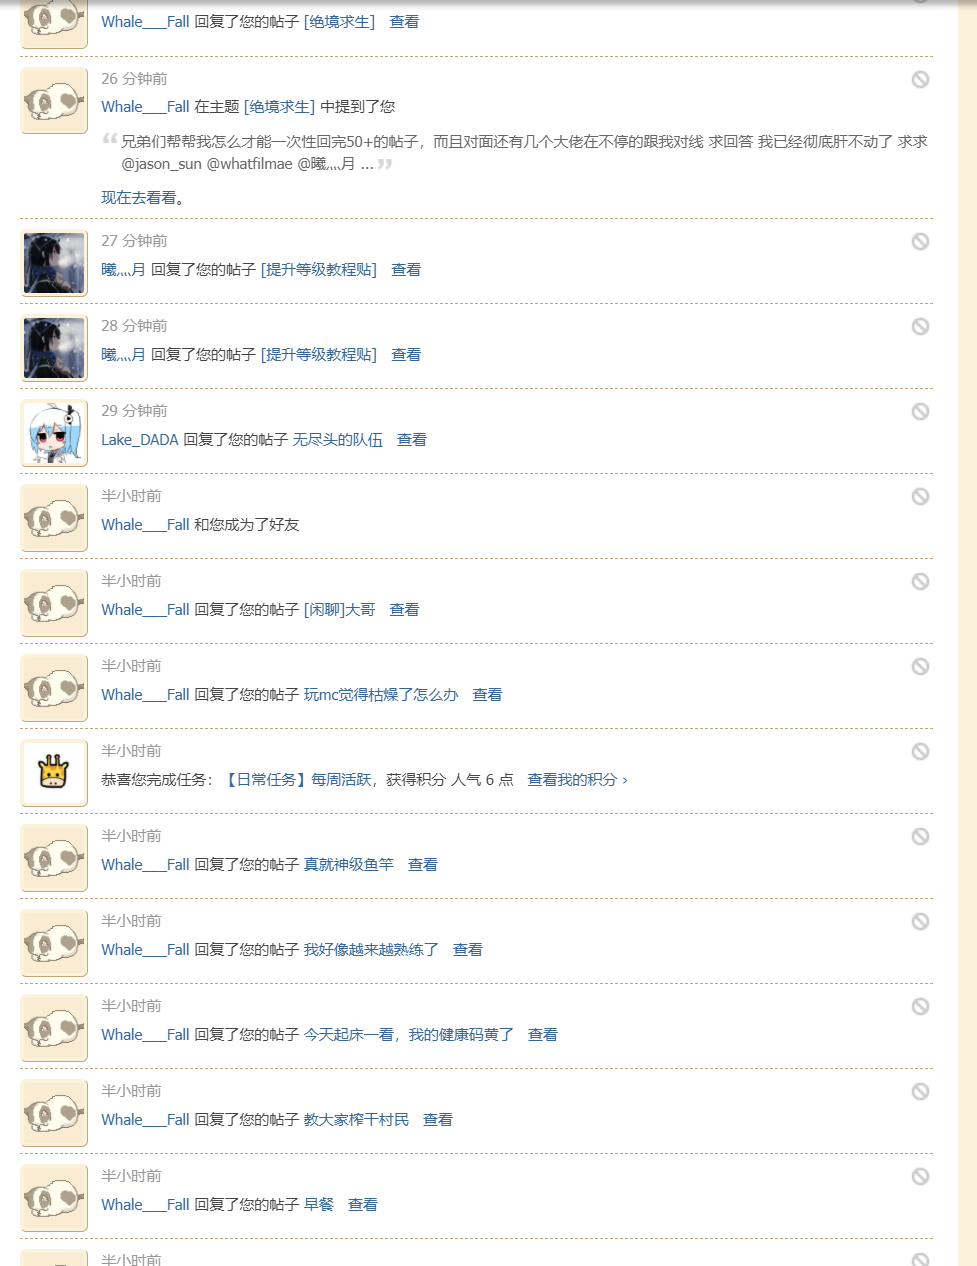 Whale___Fall 回复了您的帖子 [绝境求生] 查看
26 分钟前
Whale___Fall 在主题 [绝境求生] 中提到了您
“ 兄弟们帮帮我怎么才能一次性回完50+的帖子，而且对面还有几个大佬在不停的跟我对线 求回答 我已经彻底肝不动了 求求
@jason_sun @whatfilmae @曦灬月 ... ”
现在去看看。
27 分钟前
曦灬月 回复了您的帖子 [提升等级教程贴] 查看
28 分钟前
曦灬月 回复了您的帖子 [提升等级教程贴] 查看
29 分钟前
Lake_DADA 回复了您的帖子 无尽头的队伍 查看
半小时前
Whale___Fall 和您成为了好友
半小时前
Whale___Fall 回复了您的帖子 [闲聊]大哥 查看
半小时前
Whale___Fall 回复了您的帖子 玩mc觉得枯燥了怎么办 查看
半小时前
恭喜您完成任务：【日常任务】每周活跃，获得积分 人气 6 点 查看我的积分 ›
半小时前
Whale___Fall 回复了您的帖子 真就神级鱼竿 查看
半小时前
Whale___Fall 回复了您的帖子 我好像越来越熟练了 查看
半小时前
Whale___Fall 回复了您的帖子 今天起床一看，我的健康码黄了 查看
半小时前
Whale___Fall 回复了您的帖子 教大家榨干村民 查看
半小时前
Whale___Fall 回复了您的帖子 早餐 查看
半小时前